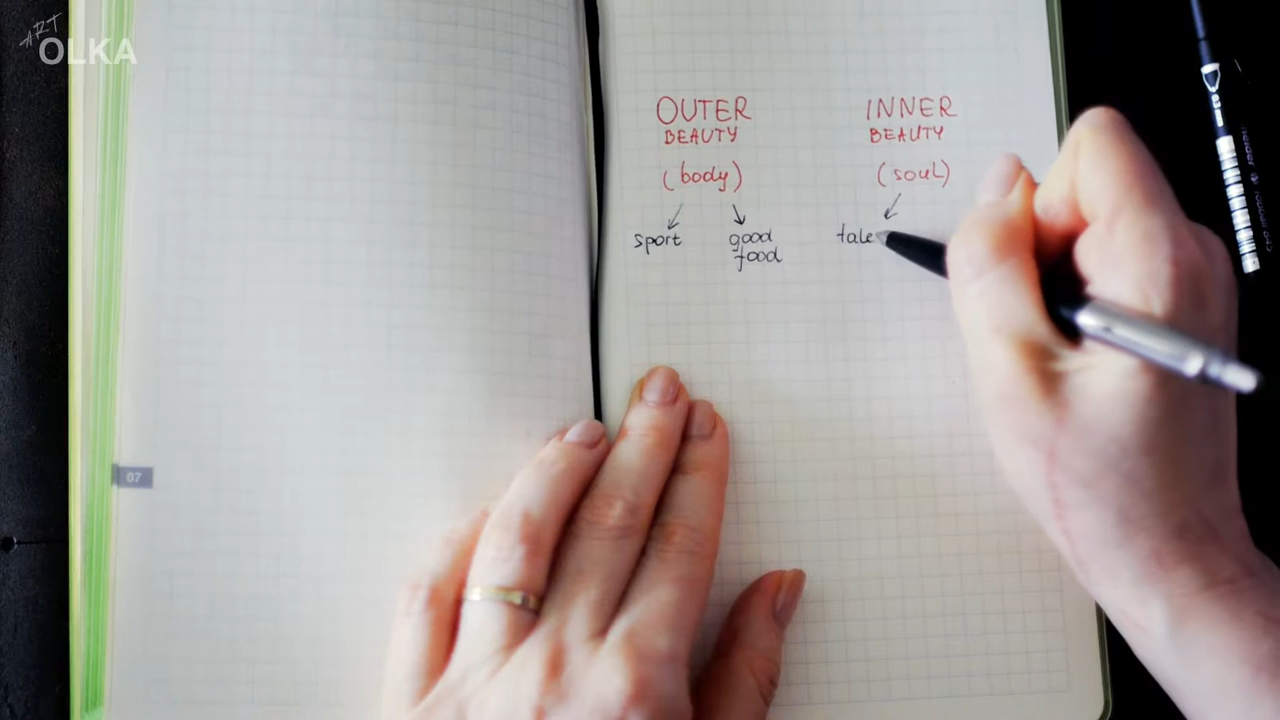 ART
OLKA
OUTER
BEAUTY
(body)
sport
good
food
INNER
BEAUTY
(soul)
tale
07